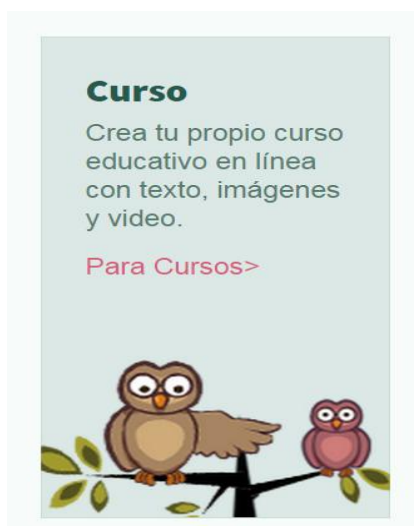 Curso
Crea tu propio curso
educativo en línea
con texto, imágenes
y video.
Para Cursos>